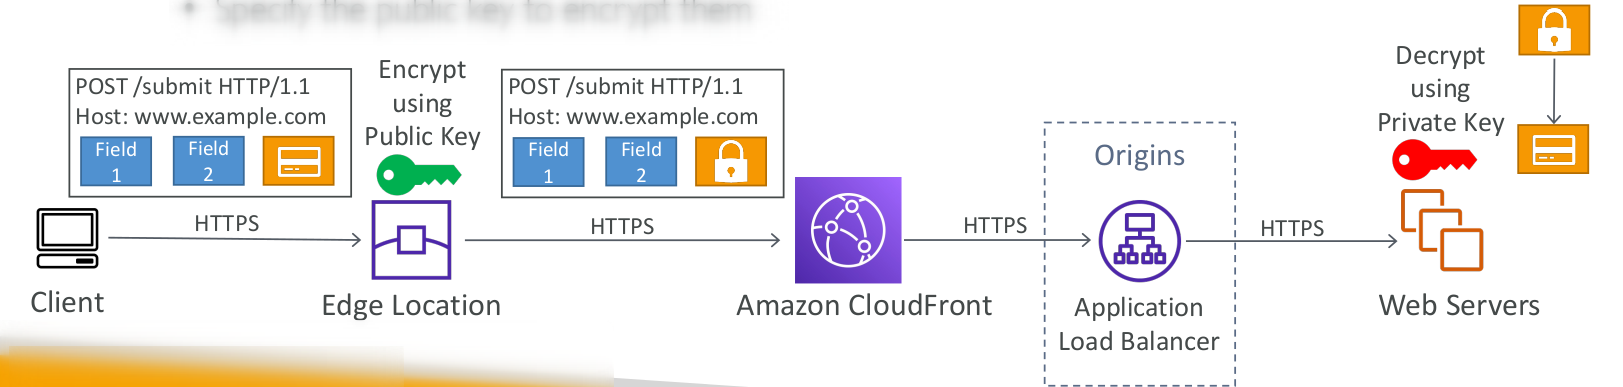 • Specify the public key to encrypt them
POST /submit HTTP/1.1
Host: www.example.com
Field
1
Field
2
Encrypt
using
Public Key
POST /submit HTTP/1.1
Host: www.example.com
Field
1
Field
2
Decrypt
using
Private Key
Origins
HTTPS
HTTPS
HTTPS
HTTPS
Client
Edge Location
Amazon CloudFront
Application
Load Balancer
Web Servers